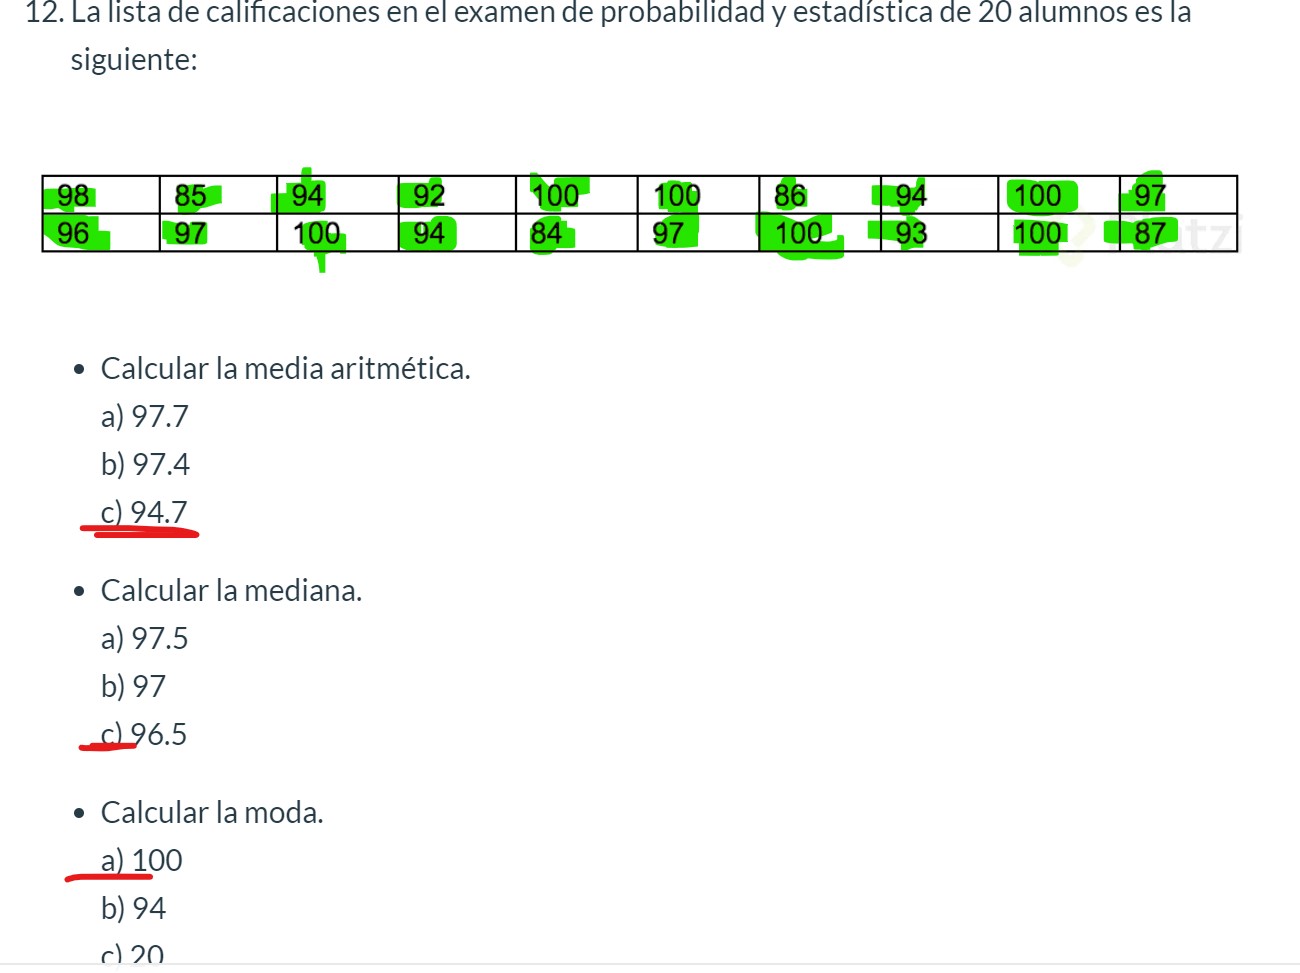 12. La lista de calificaciones en el examen de probabilidad y estadística de 20 alumnos es la
siguiente:
98 85 94 92 100 100 86 94 100 97
96 97 100 94 84 97 100 93 100 87
• Calcular la media aritmética.
a) 97.7
b) 97.4
c) 94.7
• Calcular la mediana.
a) 97.5
b) 97
c) 96.5
• Calcular la moda.
a) 100
b) 94
c) 20